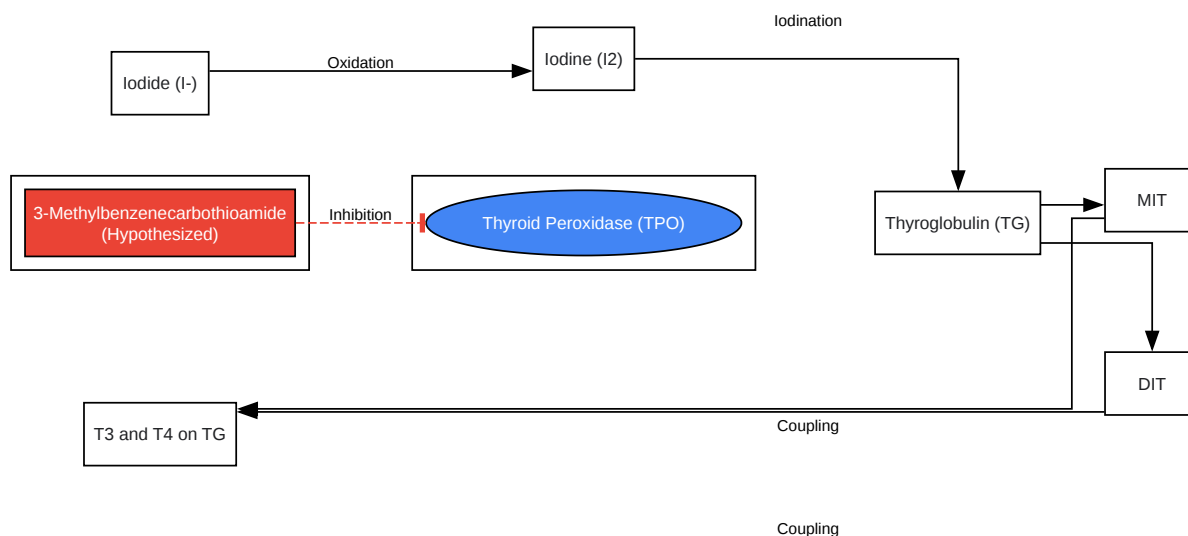 Iodination
Iodine (I2)
Oxidation
Iodide (I-)
3-Methylbenzenecarbothioamide
(Hypothesized)
Inhibition
Thyroid Peroxidase (TPO)
Thyroglobulin (TG)
MIT
DIT
T3 and T4 on TG
Coupling
Coupling